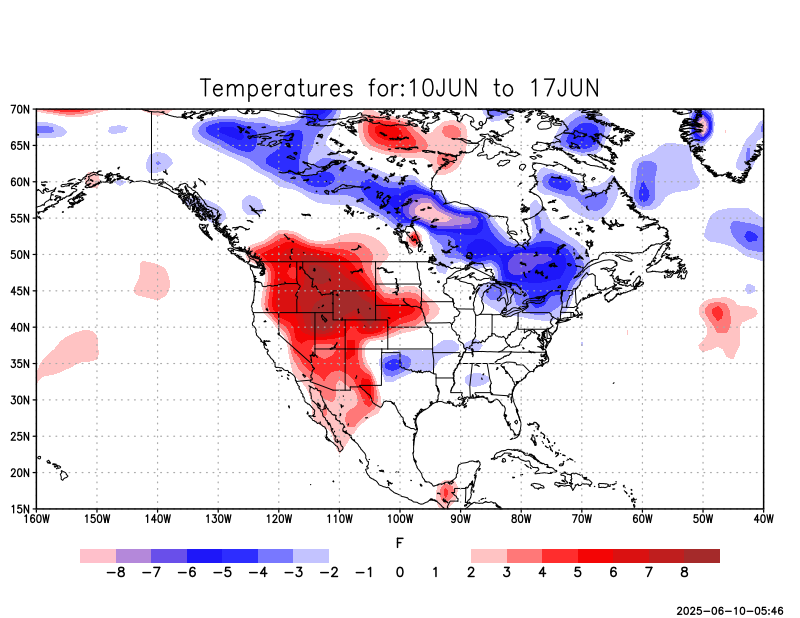 Temperatures for:10JUN to 17JUN
70N
65N
60N
55N
50N
45N
40N
35N
30N
25N
20N
15N
160W 150W 140W 130W 120W 110W 100W 90W 80W 70W 60W 50W 40W
F
−8 −7 −6 −5 −4 −3 −2 −1 0 1 2 3 4 5 6 7 8
2025-06-10-05:46